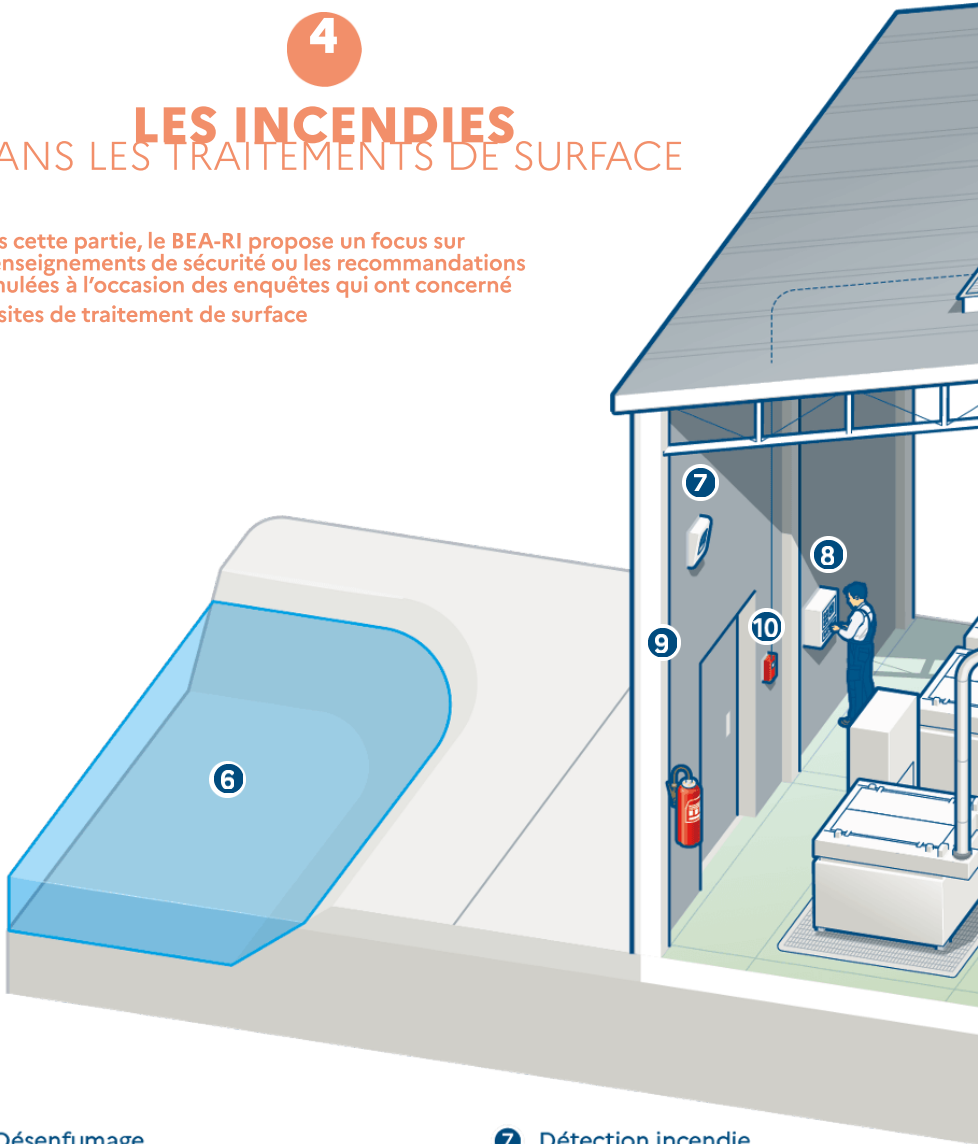 4
LES INCENDIES
ANS LES TRAITEMENTS DE SURFACE
s cette partie, le BEA-RI propose un focus sur
enseignements de sécurité ou les recommandations
nulées à l'occasion des enquêtes qui ont concerné
sites de traitement de surface
7
8
10
9
6
Désenfumage
7 Détection incendie